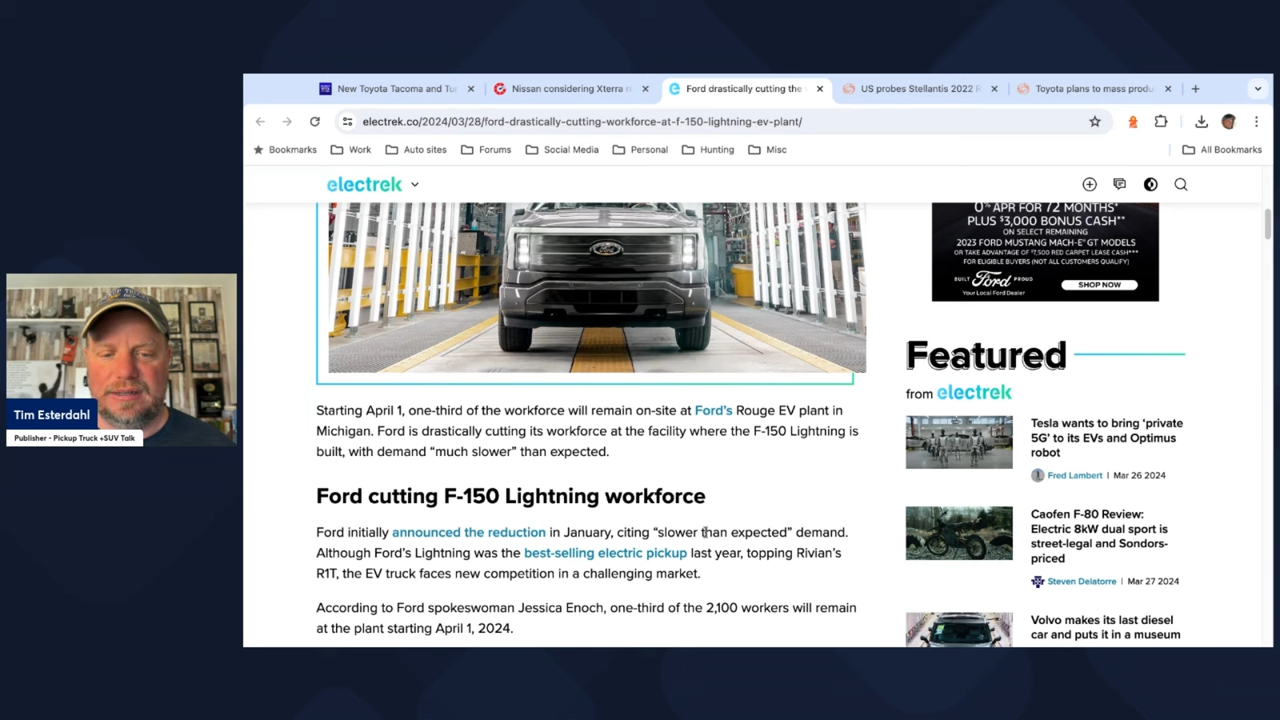 New Toyota Tacoma and Tu
Nissan considering Xterra r
Ford drastically cutting the
US probes Stellantis 2022 R
Toyota plans to mass produ
electrek.co/2024/03/28/ford-drastically-cutting-workforce-at-f-150-lightning-ev-plant/
Bookmarks
Work
Auto sites
Forums
Social Media
Personal
Hunting
Misc
All Bookmarks
electrek
0% APR FOR 72 MONTHS*
PLUS $3,000 BONUS CASH**
ON SELECT REMAINING
2023 FORD MUSTANG MACH-E® GT MODELS
OR TAKE ADVANTAGE OF $7,500 RED CARPET LEASE CASH***
FOR ELIGIBLE BUYERS (NOT ALL CUSTOMERS QUALIFY)
BUILT Ford PROUD
Your Local Ford Dealer
SHOP NOW
Ford
Starting April 1, one-third of the workforce will remain on-site at Ford's Rouge EV plant in
Michigan. Ford is drastically cutting its workforce at the facility where the F-150 Lightning is
built, with demand “much slower” than expected.
Ford cutting F-150 Lightning workforce
Ford initially announced the reduction in January, citing “slower than expected” demand.
Although Ford's Lightning was the best-selling electric pickup last year, topping Rivian's
R1T, the EV truck faces new competition in a challenging market.
According to Ford spokeswoman Jessica Enoch, one-third of the 2,100 workers will remain
at the plant starting April 1, 2024.
Featured
from electrek
Tesla wants to bring ‘private
5G’ to its EVs and Optimus
robot
Fred Lambert | Mar 26 2024
Caofen F-80 Review:
Electric 8kW dual sport is
street-legal and Sondors-
priced
Steven Delatorre | Mar 27 2024
Volvo makes its last diesel
car and puts it in a museum
Tim Esterdahl
Publisher - Pickup Truck +SUV Talk